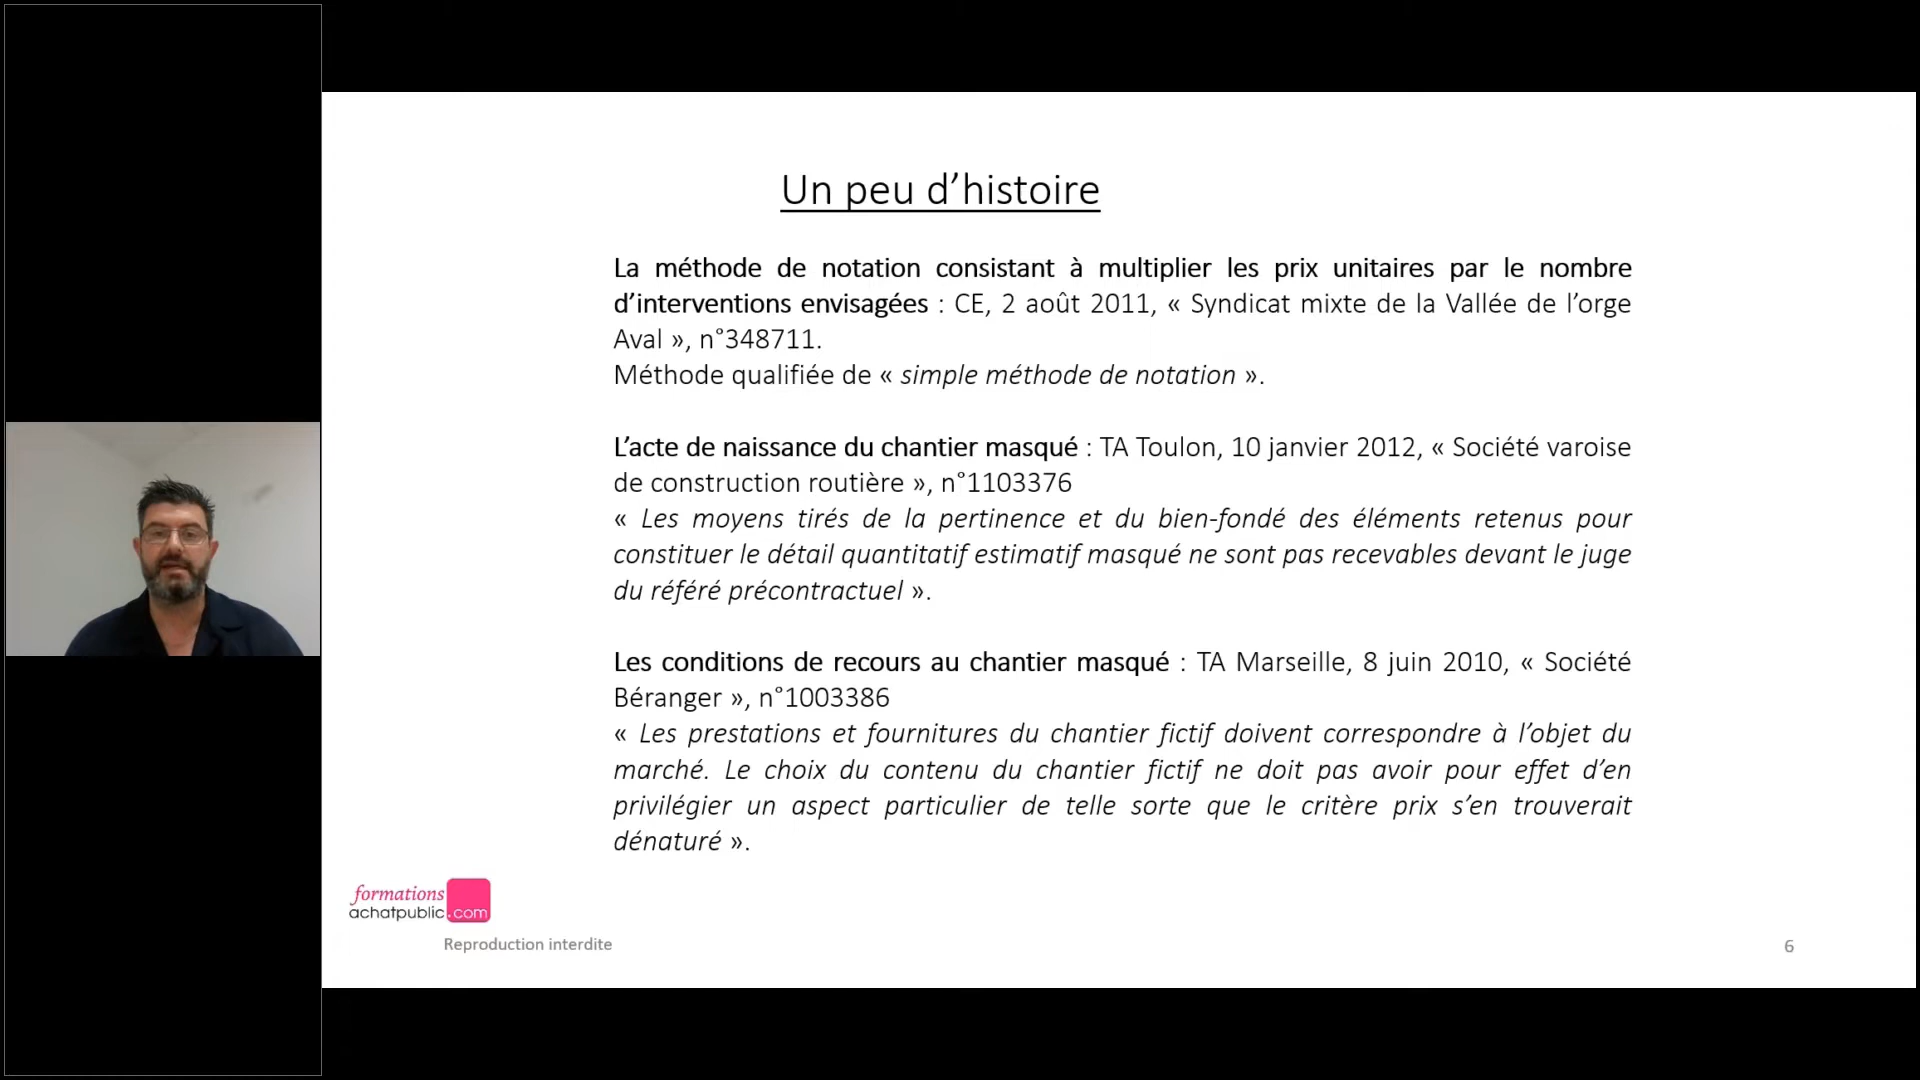 Un peu d’histoire
La méthode de notation consistant à multiplier les prix unitaires par le nombre
d’interventions envisagées : CE, 2 août 2011, « Syndicat mixte de la Vallée de l’orge
Aval », n°348711.
Méthode qualifiée de « simple méthode de notation ».
L’acte de naissance du chantier masqué : TA Toulon, 10 janvier 2012, « Société varoise
de construction routière », n°1103376
« Les moyens tirés de la pertinence et du bien-fondé des éléments retenus pour
constituer le détail quantitatif estimatif masqué ne sont pas recevables devant le juge
du référé précontractuel ».
Les conditions de recours au chantier masqué : TA Marseille, 8 juin 2010, « Société
Béranger », n°1003386
« Les prestations et fournitures du chantier fictif doivent correspondre à l’objet du
marché. Le choix du contenu du chantier fictif ne doit pas avoir pour effet d’en
privilégier un aspect particulier de telle sorte que le critère prix s’en trouverait
dénaturé ».
formations
achatpublic.com
Reproduction interdite
6